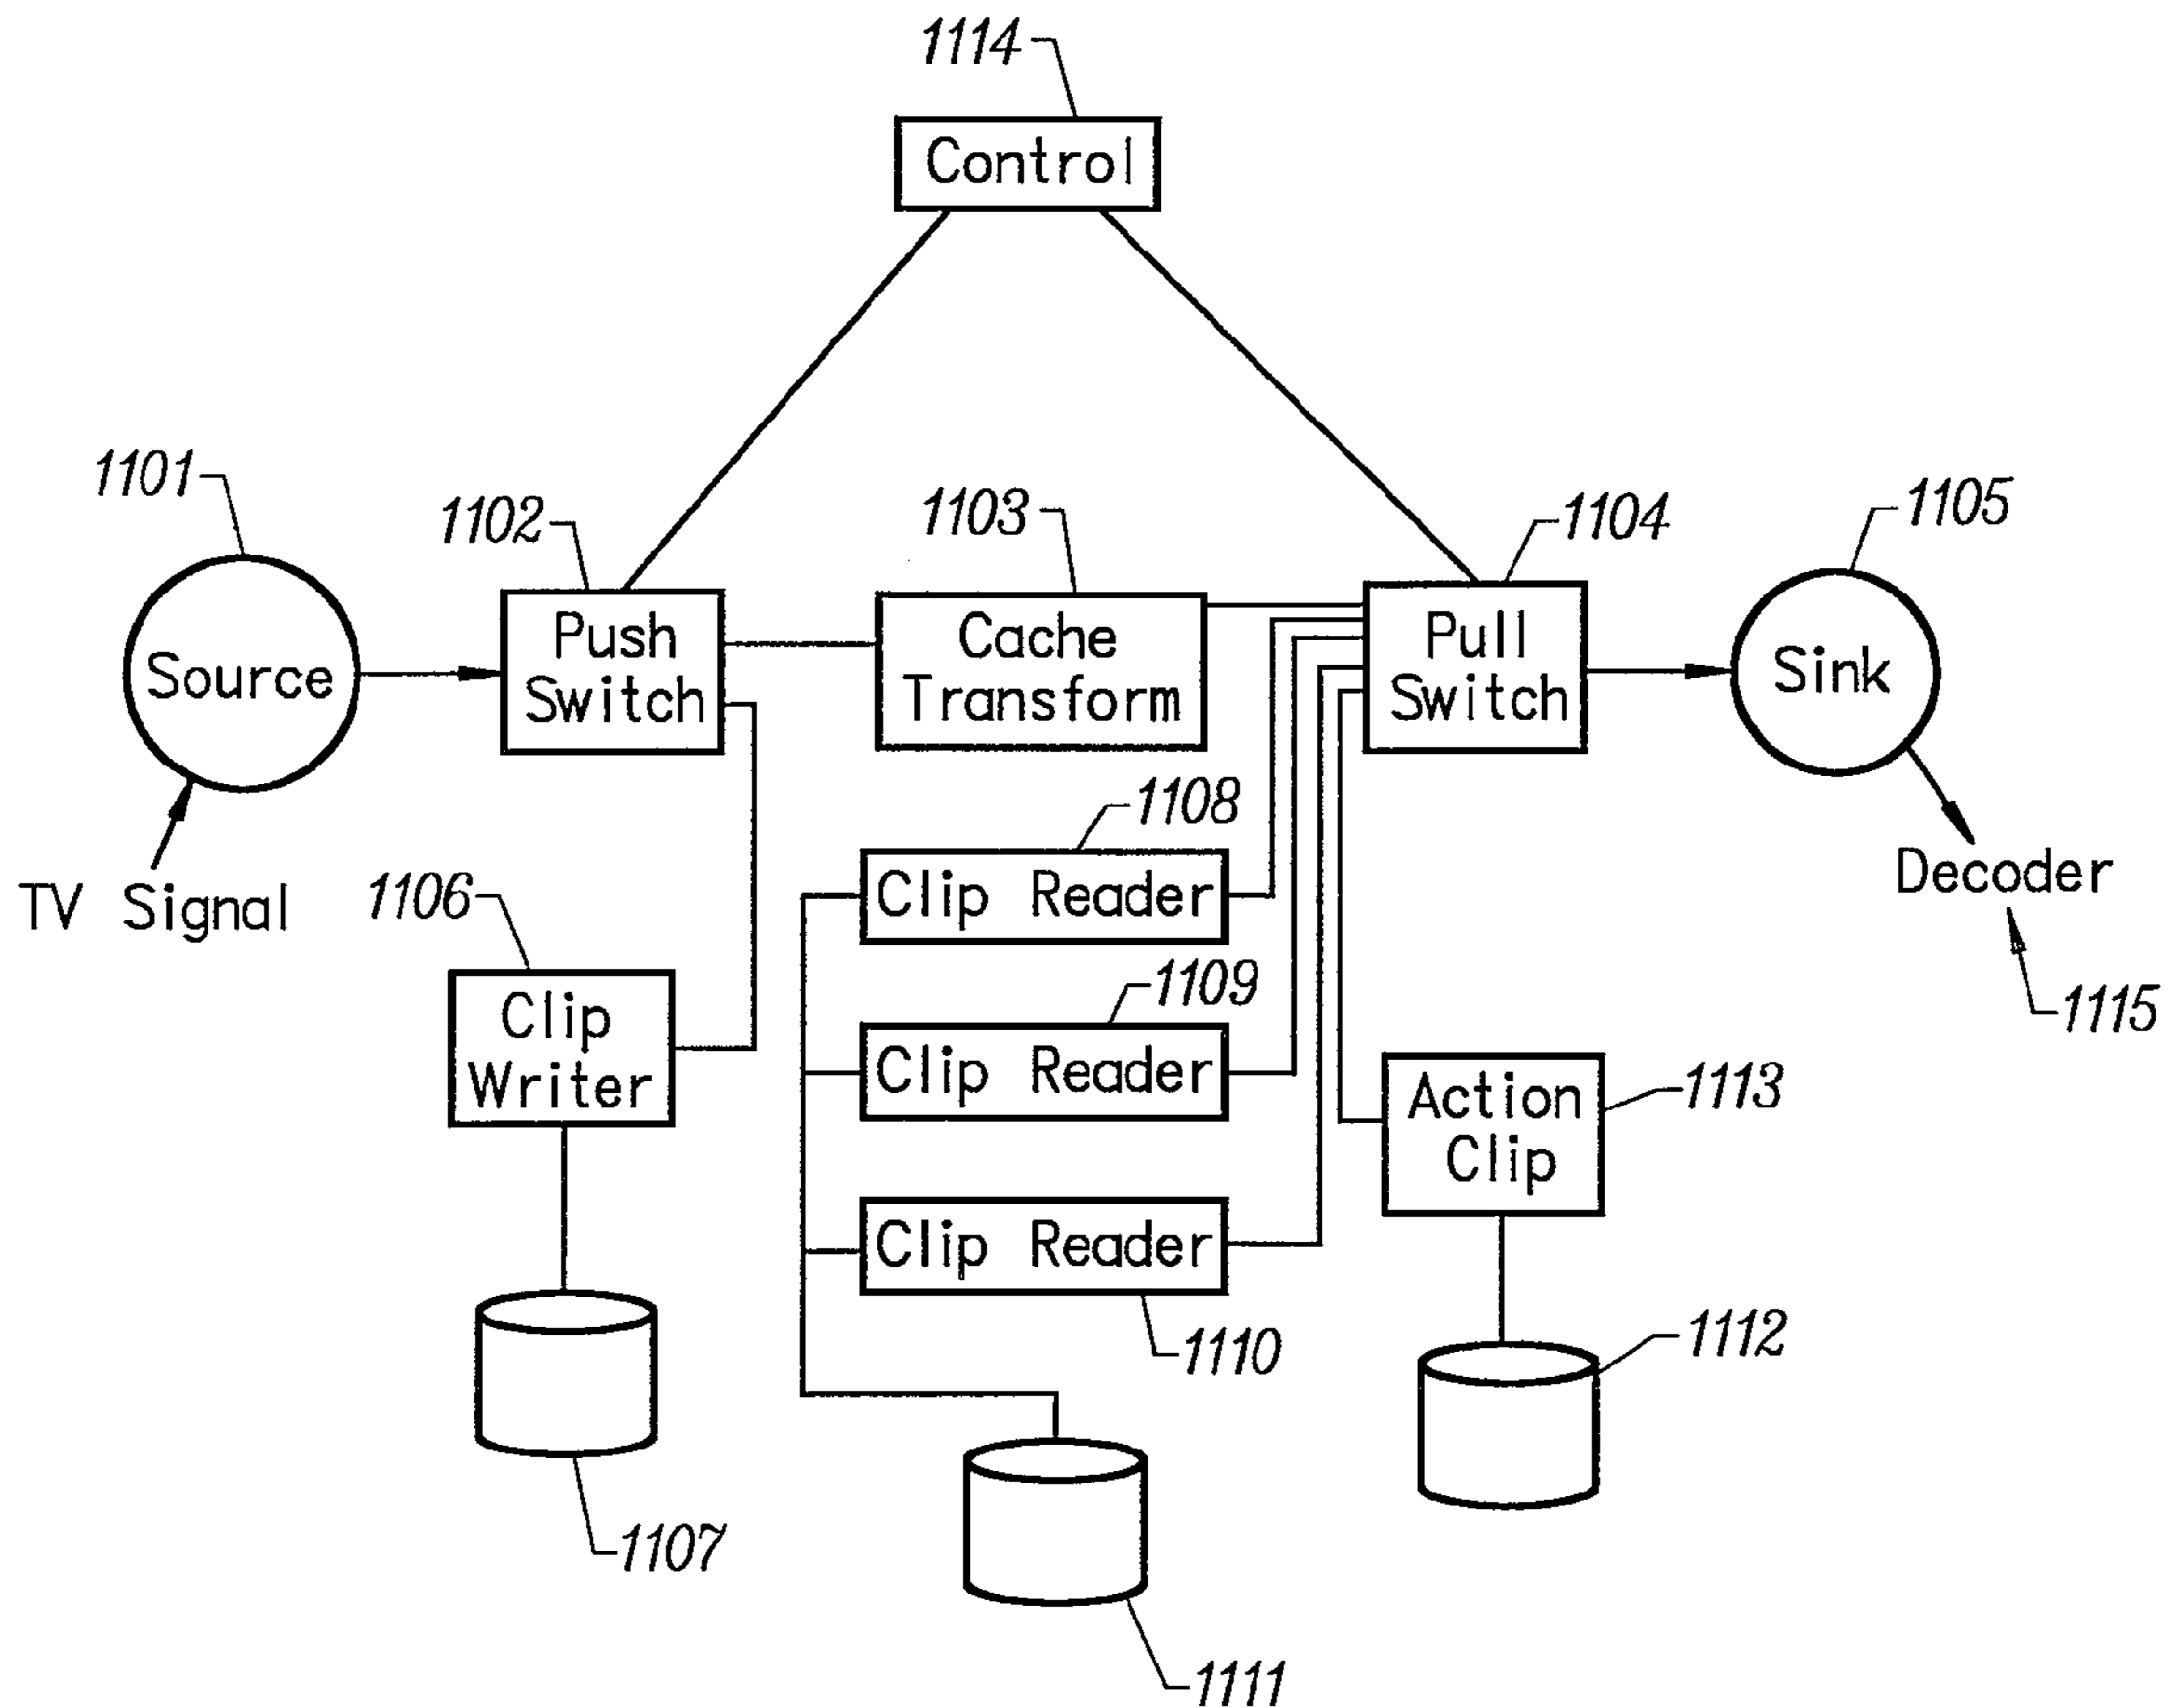 1114
Control
1101
1102
1103
1104
1105
Source
Push
Switch
Cache
Transform
Pull
Switch
Sink
TV Signal
Decoder
1115
1106
Clip
Writer
1108
Clip Reader
1109
Clip Reader
Clip Reader
1110
Action
Clip
1113
1112
1107
1111